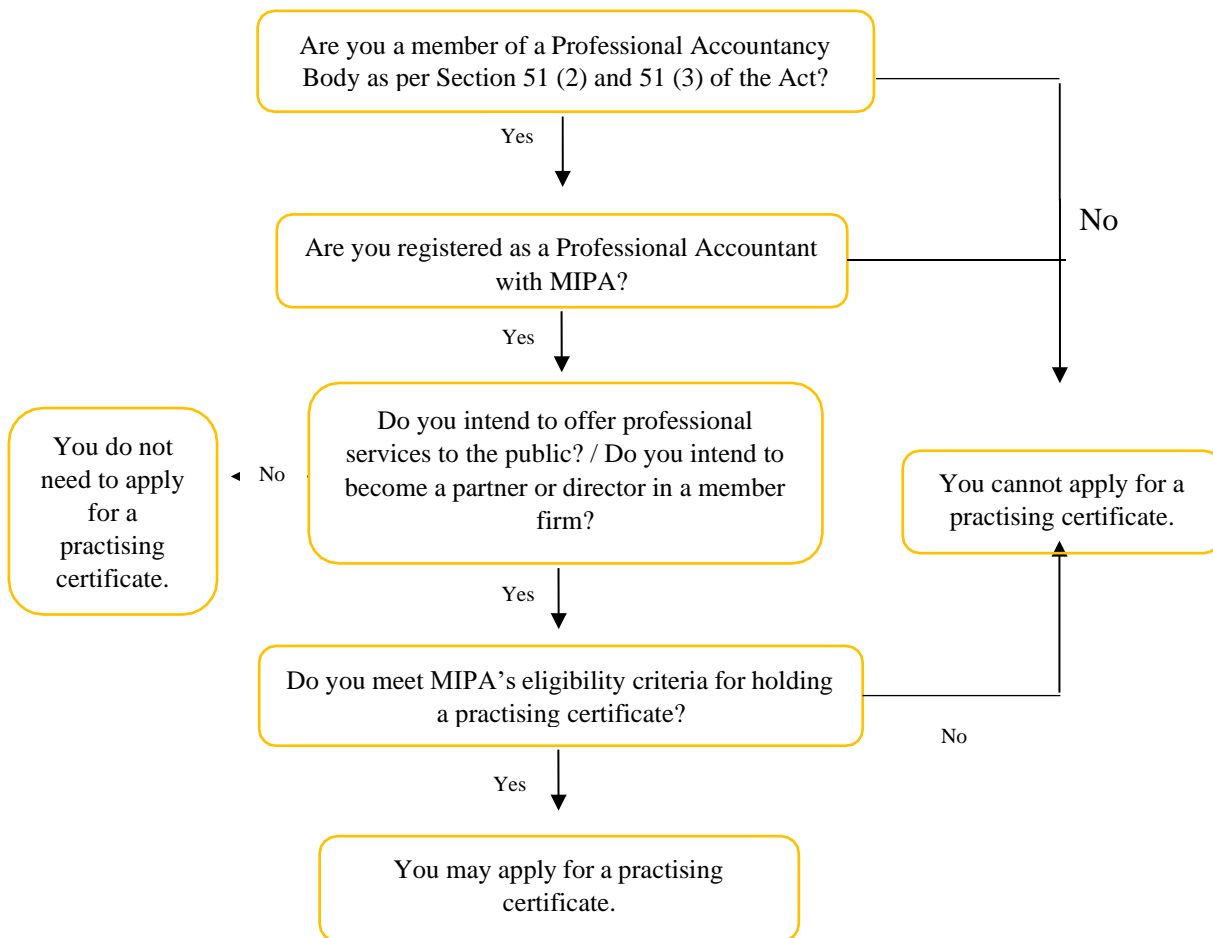 Are you a member of a Professional Accountancy
Body as per Section 51 (2) and 51 (3) of the Act?
Yes
No
Are you registered as a Professional Accountant
with MIPA?
Yes
Do you intend to offer professional
services to the public? / Do you intend to
become a partner or director in a member
firm?
No
You do not
need to apply
for a
practising
certificate.
You cannot apply for a
practising certificate.
Yes
Do you meet MIPA’s eligibility criteria for holding
a practising certificate?
No
Yes
You may apply for a practising
certificate.